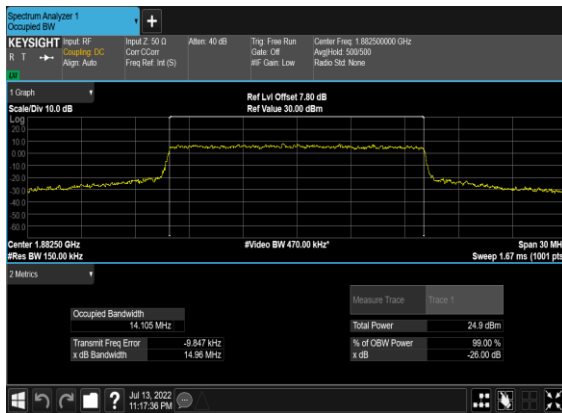 Spectrum Analyzer 1
Occupied BW
KEYSIGHT
R T
Input: RF
Coupling: DC
Align: Auto
Input Z: 50 Ω
Corr CCorr
Freq Ref: Int (S)
Atten: 40 dB
Trig: Free Run
Gate: Off
#IF Gain: Low
Center Freq: 1.882500000 GHz
Avg|Hold: 500/500
Radio Std: None
1 Graph
Scale/Div 10.0 dB
Ref Lvl Offset 7.80 dB
Ref Value 30.00 dBm
Log
20.0
10.0
0.00
-10.0
-20.0
-30.0
-40.0
-50.0
-60.0
Center 1.88250 GHz
#Res BW 150.00 kHz
#Video BW 470.00 kHz*
Span 30 MH
Sweep 1.67 ms (1001 pts
2 Metrics
Measure Trace
Trace 1
Occupied Bandwidth
14.105 MHz
Total Power
24.9 dBm
Transmit Freq Error
-9.847 kHz
% of OBW Power
99.00 %
x dB Bandwidth
14.96 MHz
x dB
-26.00 dB
?
Jul 13, 2022
11:17:36 PM